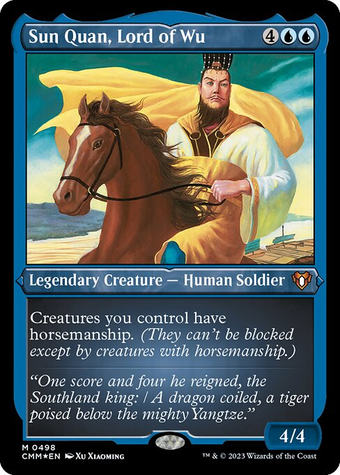 Sun Quan, Lord of Wu 4
Legendary Creature — Human Soldier
Creatures you control have
horsemanship. (They can't be blocked
except by creatures with horsemanship.)
“One score and four he reigned, the
Southland king: / A dragon coiled, a tiger
poised below the mighty Yangtze.”
4/4
M 0498
CMM★EN Xu Xiaoming
™ & © 2023 Wizards of the Coast